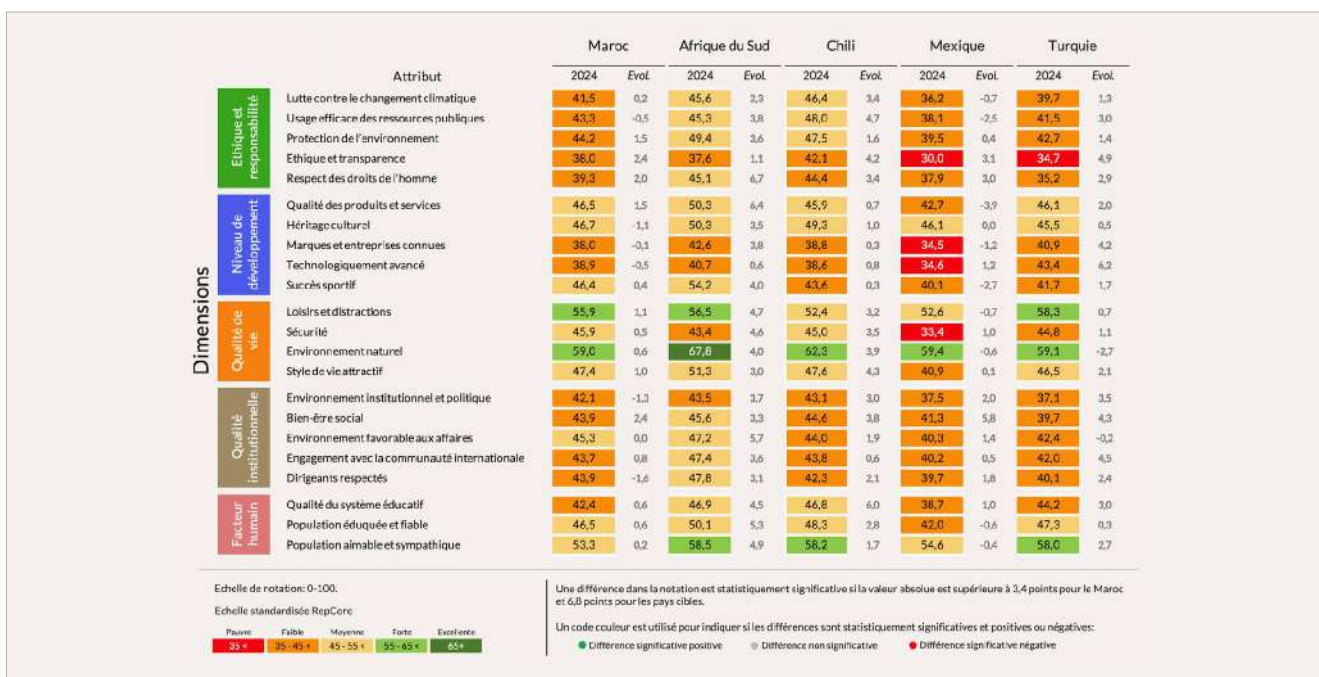 Maroc Afrique du Sud Chili Mexique Turquie
Attribut 2024 Evol. 2024 Evol. 2024 Evol. 2024 Evol. 2024 Evol.
Dimensions
Ethique et responsabilité
Lutte contre le changement climatique 41,5 0,2 45,6 2,3 46,4 3,4 36,2 -0,7 39,7 1,3
Usage efficace des ressources publiques 43,3 -0,5 45,3 3,8 48,0 4,7 38,1 -2,5 41,5 3,0
Protection de l'environnement 44,2 1,5 49,4 3,6 47,5 1,6 39,5 0,4 42,7 1,4
Ethique et transparence 38,0 2,4 37,6 1,1 42,1 4,2 30,0 3,1 34,7 4,9
Respect des droits de l'homme 39,3 2,0 45,1 6,7 44,4 3,4 37,9 3,0 35,2 2,9
Niveau de développement
Qualité des produits et services 46,5 1,5 50,3 6,4 45,9 0,7 42,7 -3,9 46,1 2,0
Héritage culturel 46,7 -1,1 50,3 3,5 49,3 1,0 46,1 0,0 45,5 0,5
Marques et entreprises connues 38,0 -0,1 42,6 3,8 38,8 0,3 34,5 -1,2 40,9 4,2
Technologiquement avancé 38,9 -0,5 40,7 0,6 38,6 0,8 34,6 1,2 43,4 6,2
Succès sportif 46,4 0,4 54,2 4,0 43,6 0,3 40,1 -2,7 41,7 1,7
Qualité de vie
Loisirs et distractions 55,9 1,1 56,5 4,7 52,4 3,2 52,6 -0,7 58,3 0,7
Sécurité 45,9 0,5 43,4 4,6 45,0 3,5 33,4 1,0 44,8 1,1
Environnement naturel 59,0 0,6 67,8 4,0 62,3 3,9 59,4 -0,6 59,1 -2,7
Style de vie attractif 47,4 1,0 51,3 3,0 47,6 4,3 40,9 0,1 46,5 2,1
Qualité institutionnelle
Environnement institutionnel et politique 42,1 -1,3 43,5 3,7 43,1 3,0 37,5 2,0 37,1 3,5
Bien-être social 43,9 2,4 45,6 3,3 44,6 3,8 41,3 5,8 39,7 4,3
Environnement favorable aux affaires 45,3 0,0 47,2 5,7 44,0 1,9 40,3 1,4 42,4 -0,2
Engagement avec la communauté internationale 43,7 0,8 47,4 3,6 43,8 0,6 40,2 0,5 42,0 4,5
Dirigeants respectés 43,9 -1,6 47,8 3,1 42,3 2,1 39,7 1,8 40,1 2,4
Facteur humain
Qualité du système éducatif 42,4 0,6 46,9 4,5 46,8 6,0 38,7 1,0 44,2 3,0
Population éduquée et fiable 46,5 0,6 50,1 5,3 48,3 2,8 42,0 -0,6 47,3 0,3
Population aimable et sympathique 53,3 0,2 58,5 4,9 58,2 1,7 54,6 -0,4 58,0 2,7
Echelle de notation: 0-100.
Echelle standardisée RepCore
Pauvre Faible Moyenne Forte Excellente
35 < 35 - 45 < 45 - 55 < 55 - 65 < 65+
Une différence dans la notation est statistiquement significative si la valeur absolue est supérieure à 3,4 points pour le Maroc
et 6,8 points pour les pays cibles.
Un code couleur est utilisé pour indiquer si les différences sont statistiquement significatives et positives ou négatives:
Différence significative positive Différence non significative Différence significative négative